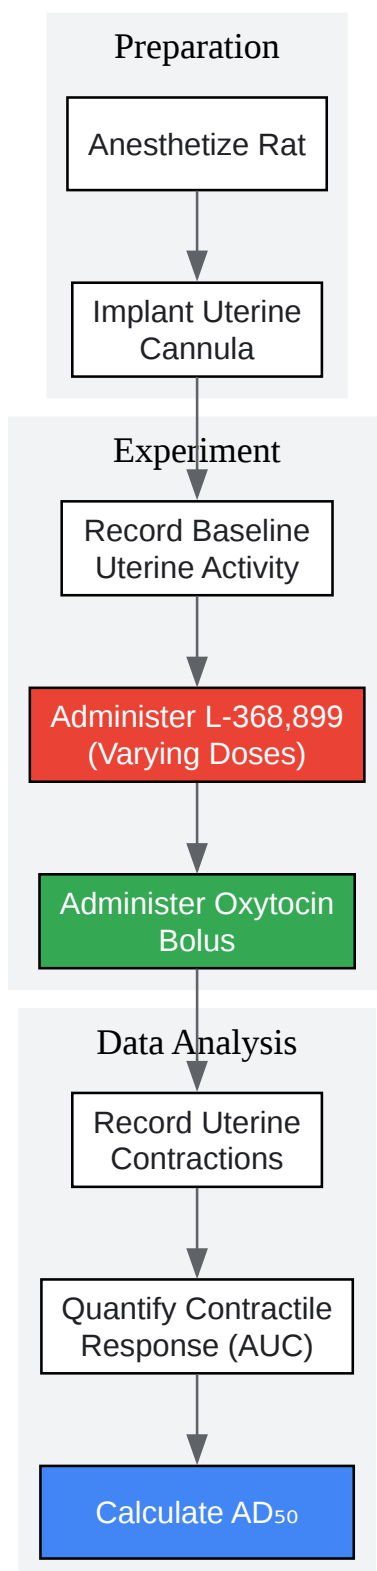 Preparation
Anesthetize Rat
Implant Uterine
Cannula
Experiment
Record Baseline
Uterine Activity
Administer L-368,899
(Varying Doses)
Administer Oxytocin
Bolus
Data Analysis
Record Uterine
Contractions
Quantify Contractile
Response (AUC)
Calculate AD₅₀